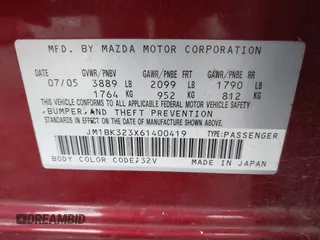 MFD. BY MAZDA MOTOR CORPORATION
GVWR/PNBV GAWR/PNBE FRT/AV GAWR/PNBE RR/AR
07/05 3889 LB 2099 LB 1790 LB
1764 KG 952 KG 812 KG
THIS VEHICLE CONFORMS TO ALL APPLICABLE FEDERAL MOTOR VEHICLE SAFETY,
BUMPER, AND THEFT PREVENTION STANDARDS IN EFFECT ON
THE DATE OF MANUFACTURE SHOWN ABOVE.
JM1BK323X61400419 TYPE:PASSENGER
BODY COLOR CODE:32V
MADE IN JAPAN
DREAMBID